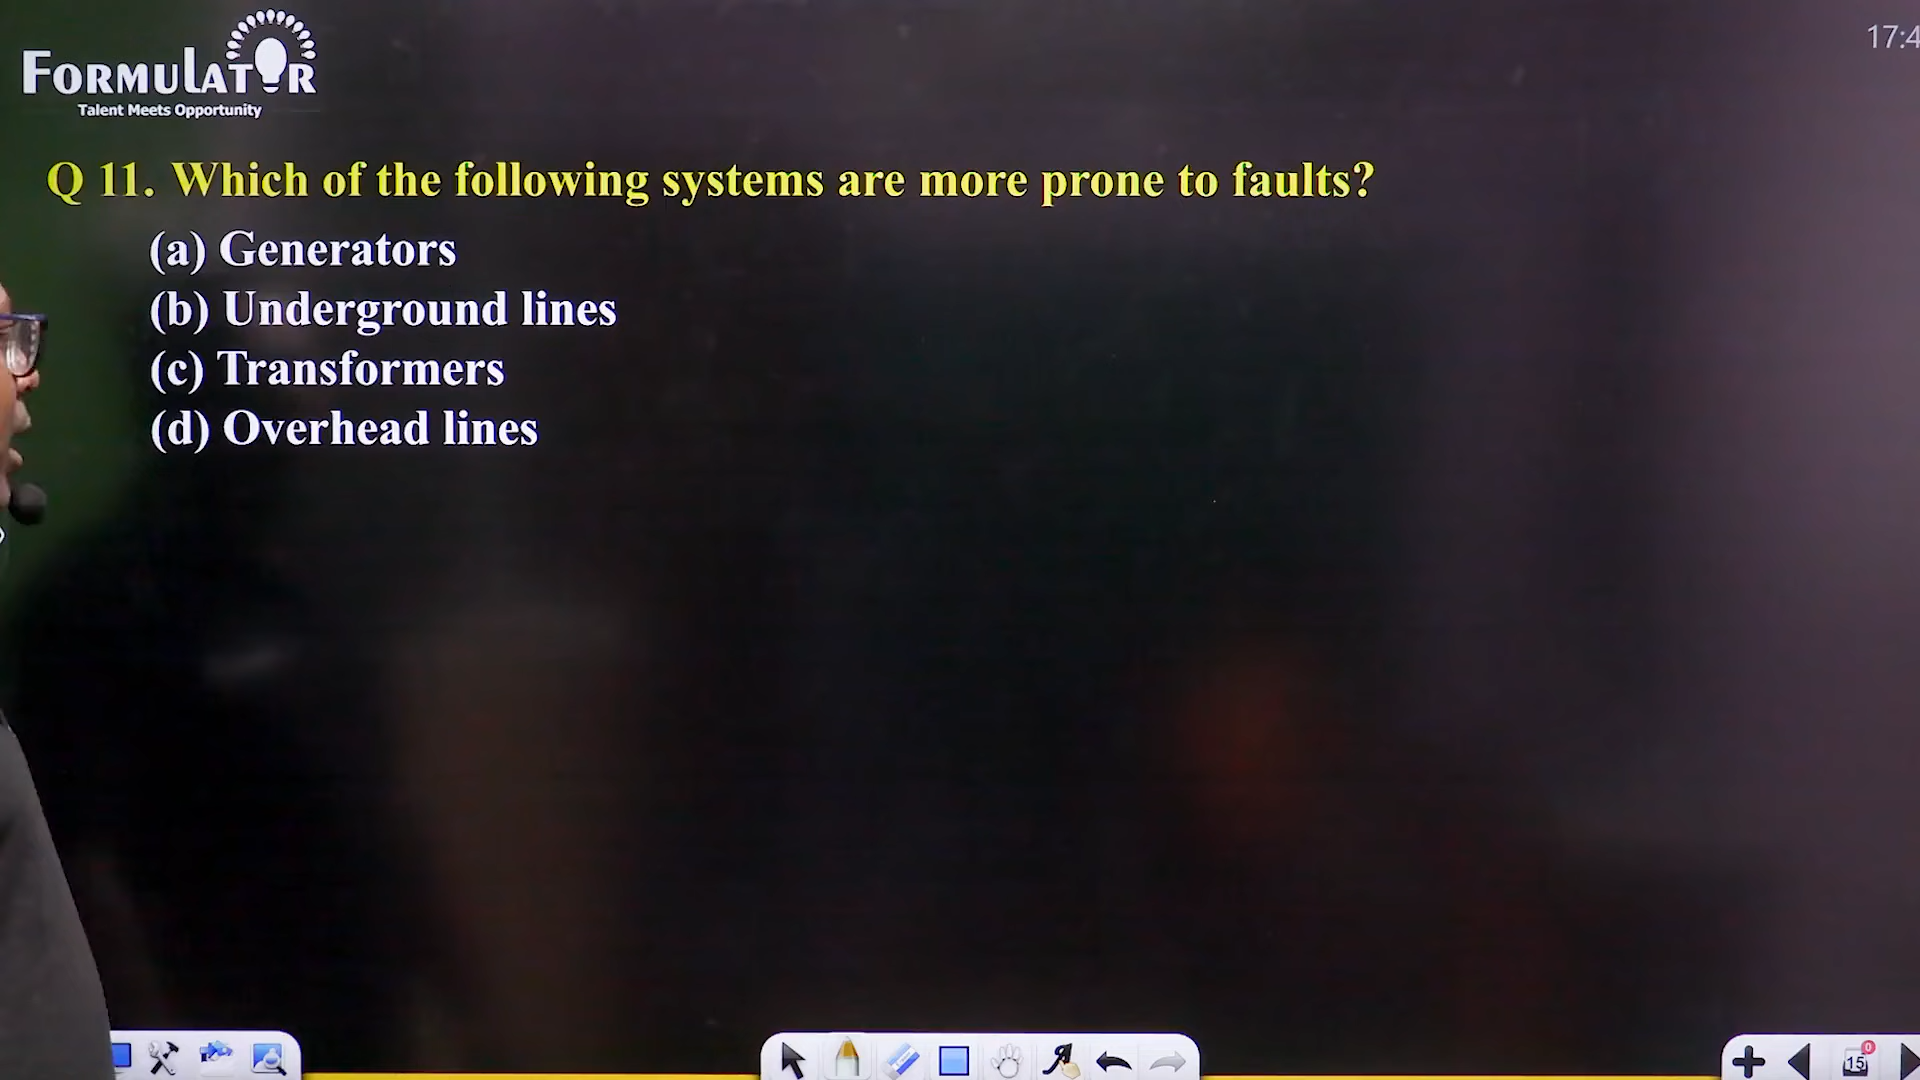 17:4
FORMULATOR
Talent Meets Opportunity
Q 11. Which of the following systems are more prone to faults?
(a) Generators
(b) Underground lines
(c) Transformers
(d) Overhead lines
15
0